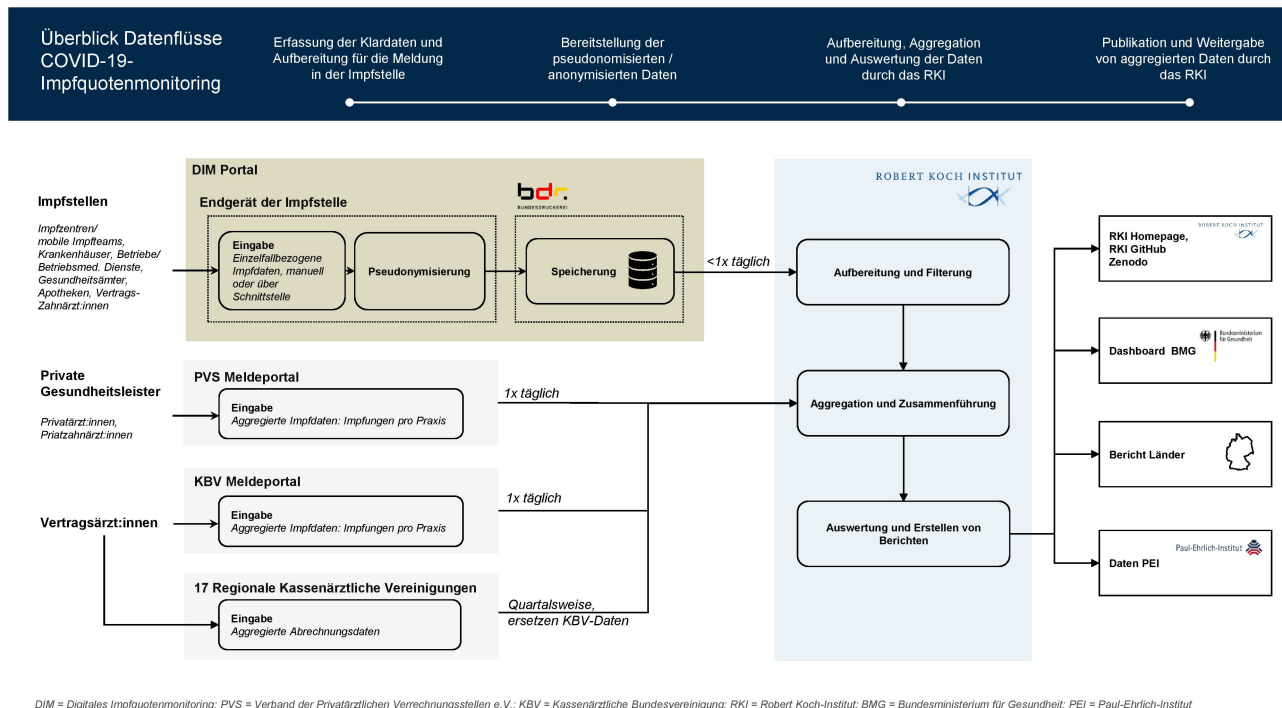 Überblick Datenflüsse
COVID-19-
Impfquotenmonitoring
Erfassung der Klardaten und
Aufbereitung für die Meldung
in der Impfstelle
Bereitstellung der
pseudonomisierten /
anonymisierten Daten
Aufbereitung, Aggregation
und Auswertung der Daten
durch das RKI
Publikation und Weitergabe
von aggregierten Daten durch
das RKI
Impfstellen
Impfzentren/
mobile Impfteams,
Krankenhäuser, Betriebe/
Betriebsmed. Dienste,
Gesundheitsämter,
Apotheken, Vertrags-
Zahnärzt:innen
DIM Portal
Endgerät der Impfstelle
Eingabe
Einzelfallbezogene
Impfdaten, manuell
oder über
Schnittstelle
Pseudonymisierung
bdr.
BUNDESDRUCKEREI
Speicherung
<1x täglich
ROBERT KOCH INSTITUT
Aufbereitung und Filterung
Aggregation und Zusammenführung
Auswertung und Erstellen von
Berichten
Private
Gesundheitsleister
Privatärzt:innen,
Priatzahnärzt:innen
PVS Meldeportal
Eingabe
Aggregierte Impfdaten: Impfungen pro Praxis
1x täglich
Vertragsärzt:innen
KBV Meldeportal
Eingabe
Aggregierte Impfdaten: Impfungen pro Praxis
1x täglich
17 Regionale Kassenärztliche Vereinigungen
Eingabe
Aggregierte Abrechnungsdaten
Quartalsweise,
ersetzen KBV-Daten
RKI Homepage,
RKI GitHub
Zenodo
ROBERT KOCH INSTITUT
Dashboard BMG
Bundesministerium
für Gesundheit
Bericht Länder
Daten PEI
Paul-Ehrlich-Institut
DIM = Digitales Impfquotenmonitoring; PVS = Verband der Privatärztlichen Verrechnungsstellen e.V.; KBV = Kassenärztliche Bundesvereinigung; RKI = Robert Koch-Institut; BMG = Bundesministerium für Gesundheit; PEI = Paul-Ehrlich-Institut